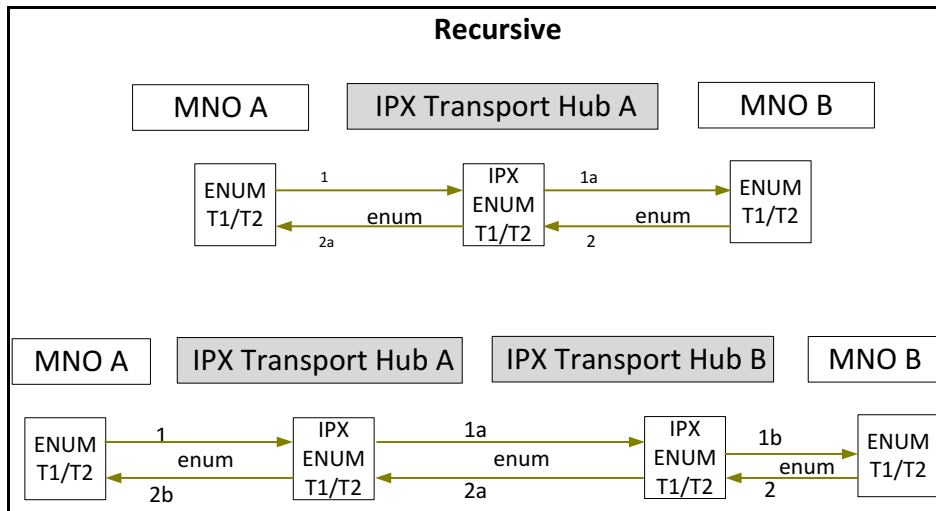 Recursive
MNO A
IPX Transport Hub A
MNO B
ENUM
T1/T2
1
enum
2a
IPX
ENUM
T1/T2
1a
enum
2
ENUM
T1/T2
MNO A
IPX Transport Hub A
IPX Transport Hub B
MNO B
ENUM
T1/T2
1
enum
2b
IPX
ENUM
T1/T2
1a
enum
2a
IPX
ENUM
T1/T2
1b
enum
2
ENUM
T1/T2